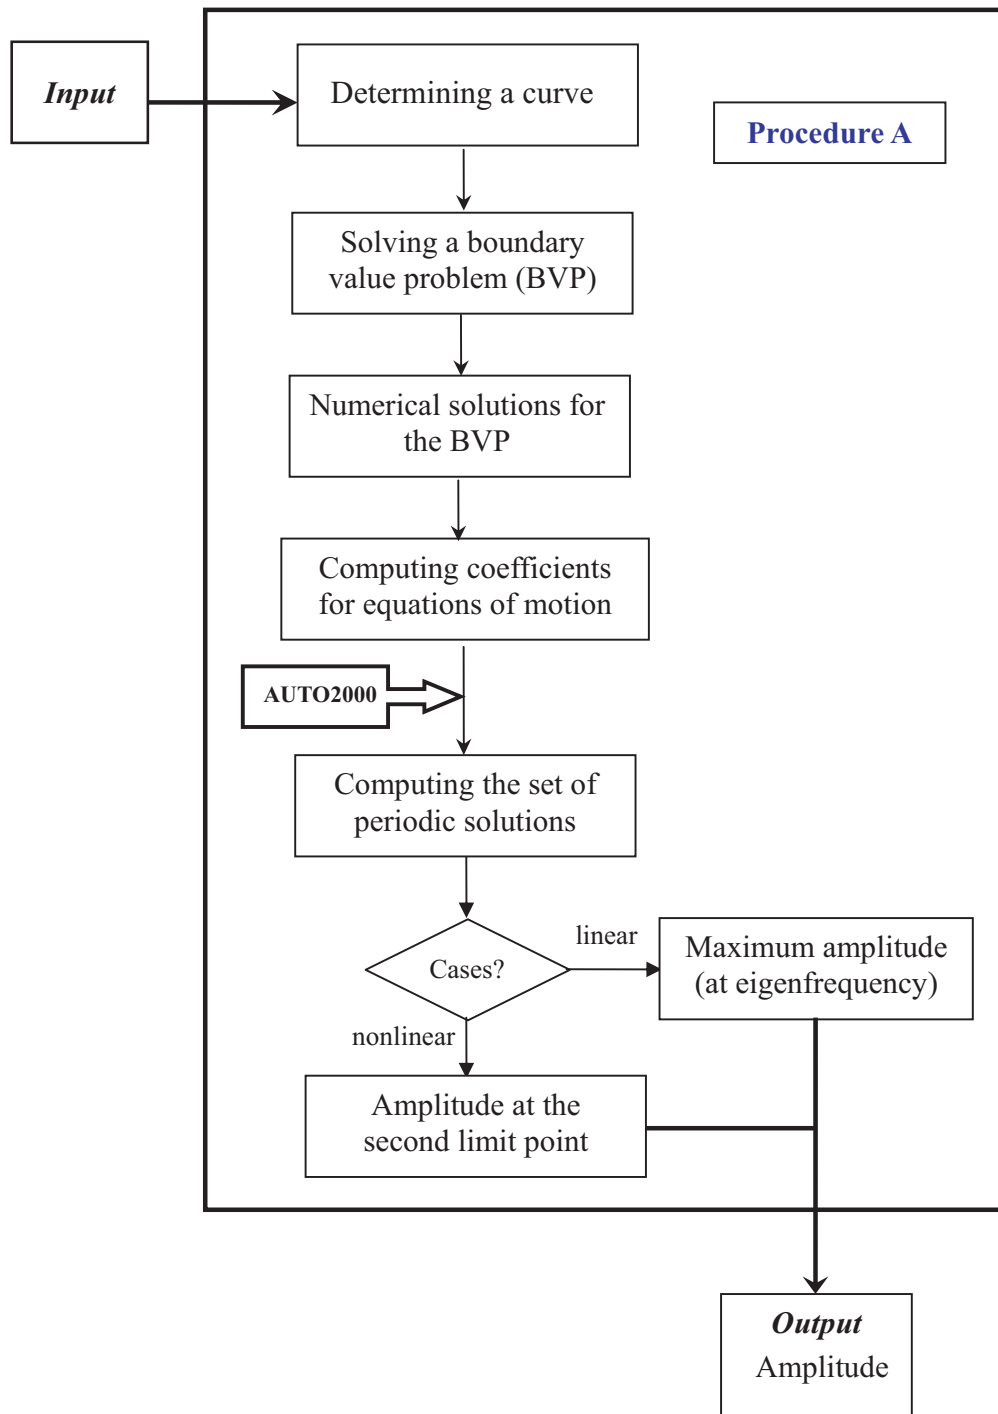 Input
Determining a curve
Procedure A
Solving a boundary
value problem (BVP)
Numerical solutions for
the BVP
Computing coefficients
for equations of motion
AUTO2000
Computing the set of
periodic solutions
Cases?
linear
Maximum amplitude
(at eigenfrequency)
nonlinear
Amplitude at the
second limit point
Output
Amplitude